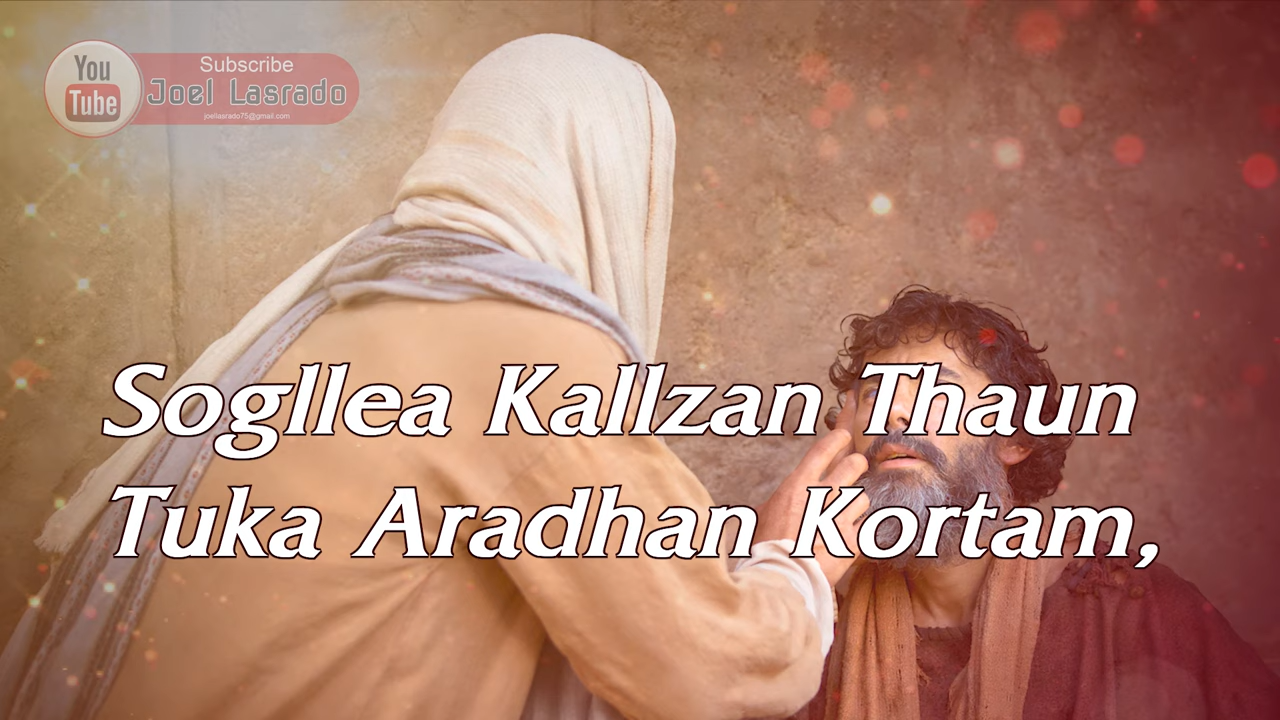 You
Tube
Subscribe
Joel Lasrado
joellasrado75@gmail.com
Sogllea Kallzan Thaun
Tuka Aradhan Kortam,